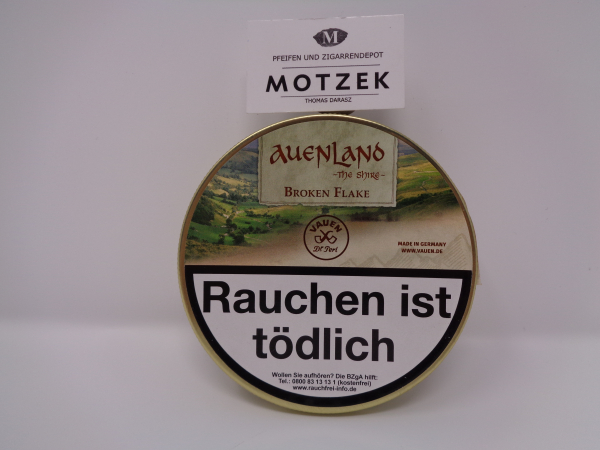 M
PFEIFEN UND ZIGARRENDEPOT
MOTZEK
THOMAS DARASZ
AUENLAND
-THE SHIRE-
BROKEN FLAKE
VAUEN
Dr Perl
MADE IN GERMANY
WWW.VAUEN.DE
Rauchen ist
tödlich
Wollen Sie aufhören? Die BZgA hilft:
Tel.: 0800 83 13 13 1 (kostenfrei)
www.rauchfrei-info.de